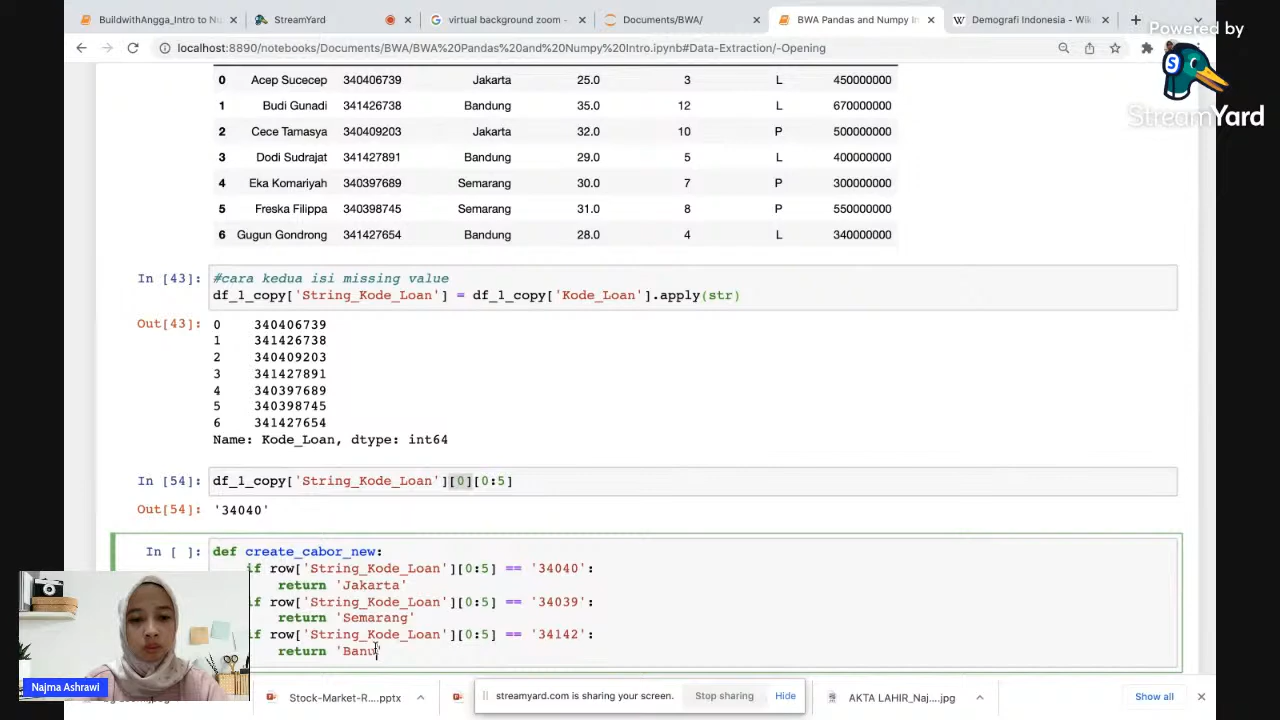 BuildwithAngga_Intro to Nu
StreamYard
virtual background zoom -
Documents/BWA/
BWA Pandas and Numpy In
Demografi Indonesia - Wik
localhost:8890/notebooks/Documents/BWA/BWA%20Pandas%20and%20Numpy%20Intro.ipynb#Data-Extraction/-Opening
Powered by
StreamYard
0 Acep Sucecep 340406739 Jakarta 25.0 3 L 450000000
1 Budi Gunadi 341426738 Bandung 35.0 12 L 670000000
2 Cece Tamasya 340409203 Jakarta 32.0 10 P 500000000
3 Dodi Sudrajat 341427891 Bandung 29.0 5 L 400000000
4 Eka Komariyah 340397689 Semarang 30.0 7 P 300000000
5 Freska Filippa 340398745 Semarang 31.0 8 P 550000000
6 Gugun Gondrong 341427654 Bandung 28.0 4 L 340000000
In [43]: #cara kedua isi missing value
df_1_copy['String_Kode_Loan'] = df_1_copy['Kode_Loan'].apply(str)
Out[43]: 0 340406739
1 341426738
2 340409203
3 341427891
4 340397689
5 340398745
6 341427654
Name: Kode_Loan, dtype: int64
In [54]: df_1_copy['String_Kode_Loan'][0][0:5]
Out[54]: '34040'
In [ ]: def create_cabor_new:
if row['String_Kode_Loan'][0:5] == '34040':
return 'Jakarta'
if row['String_Kode_Loan'][0:5] == '34039':
return 'Semarang'
if row['String_Kode_Loan'][0:5] == '34142':
return 'Banu'
Najma Ashrawi
Stock-Market-R....pptx
streamyard.com is sharing your screen.
Stop sharing
Hide
AKTA LAHIR_Naj....jpg
Show all